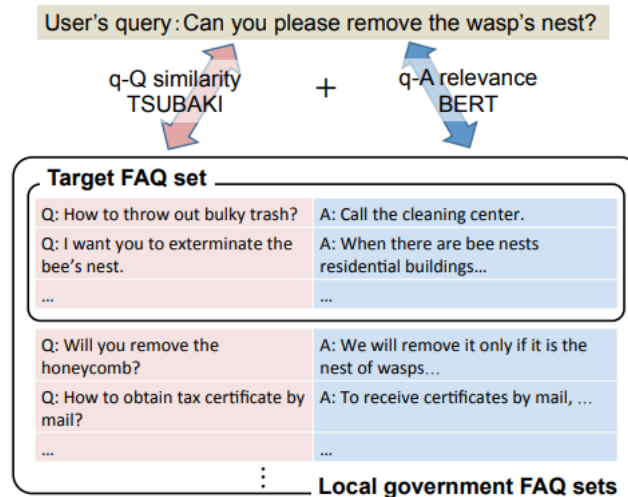 User's query : Can you please remove the wasp's nest?
q-Q similarity
TSUBAKI
+
q-A relevance
BERT
Target FAQ set
Q: How to throw out bulky trash?
A: Call the cleaning center.
Q: I want you to exterminate the
bee's nest.
A: When there are bee nests
residential buildings…
…
…
Q: Will you remove the
honeycomb?
A: We will remove it only if it is the
nest of wasps…
Q: How to obtain tax certificate by
mail?
A: To receive certificates by mail, …
…
…
⋮
Local government FAQ sets